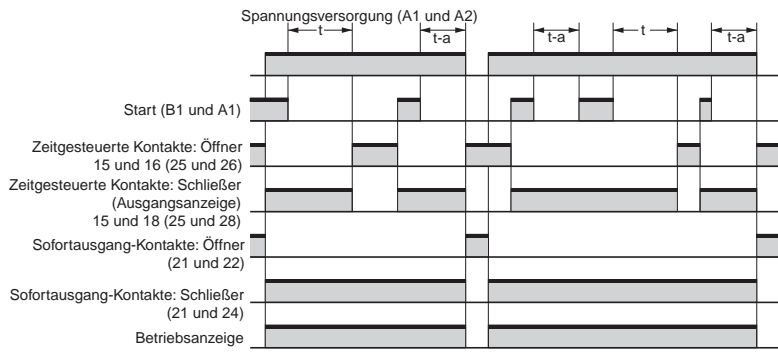 Spannungsversorgung (A1 und A2)
t
t-a
t-a
t
t-a
Start (B1 und A1)
Zeitgesteuerte Kontakte: Öffner
15 und 16 (25 und 26)
Zeitgesteuerte Kontakte: Schließer
(Ausgangsanzeige)
15 und 18 (25 und 28)
Sofortausgang-Kontakte: Öffner
(21 und 22)
Sofortausgang-Kontakte: Schließer
(21 und 24)
Betriebsanzeige